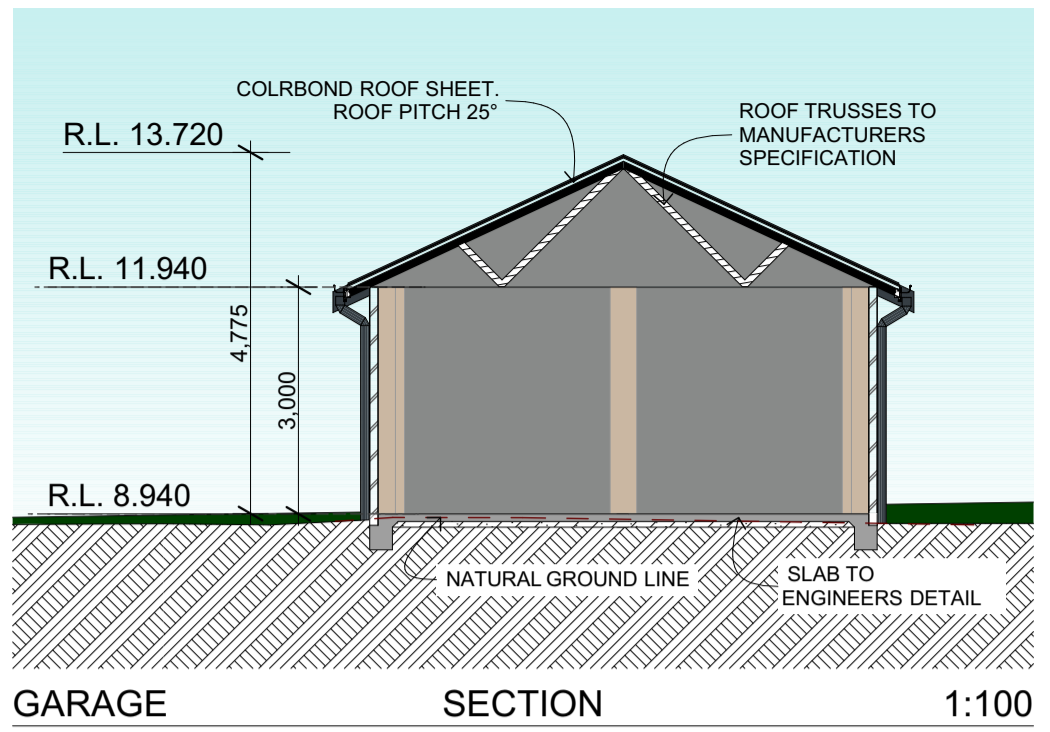 COLRBOND ROOF SHEET.
ROOF PITCH 25°
ROOF TRUSSES TO
MANUFACTURERS
SPECIFICATION
R.L. 13.720
R.L. 11.940
4,775
3,000
R.L. 8.940
NATURAL GROUND LINE
SLAB TO
ENGINEERS DETAIL
GARAGE SECTION 1:100